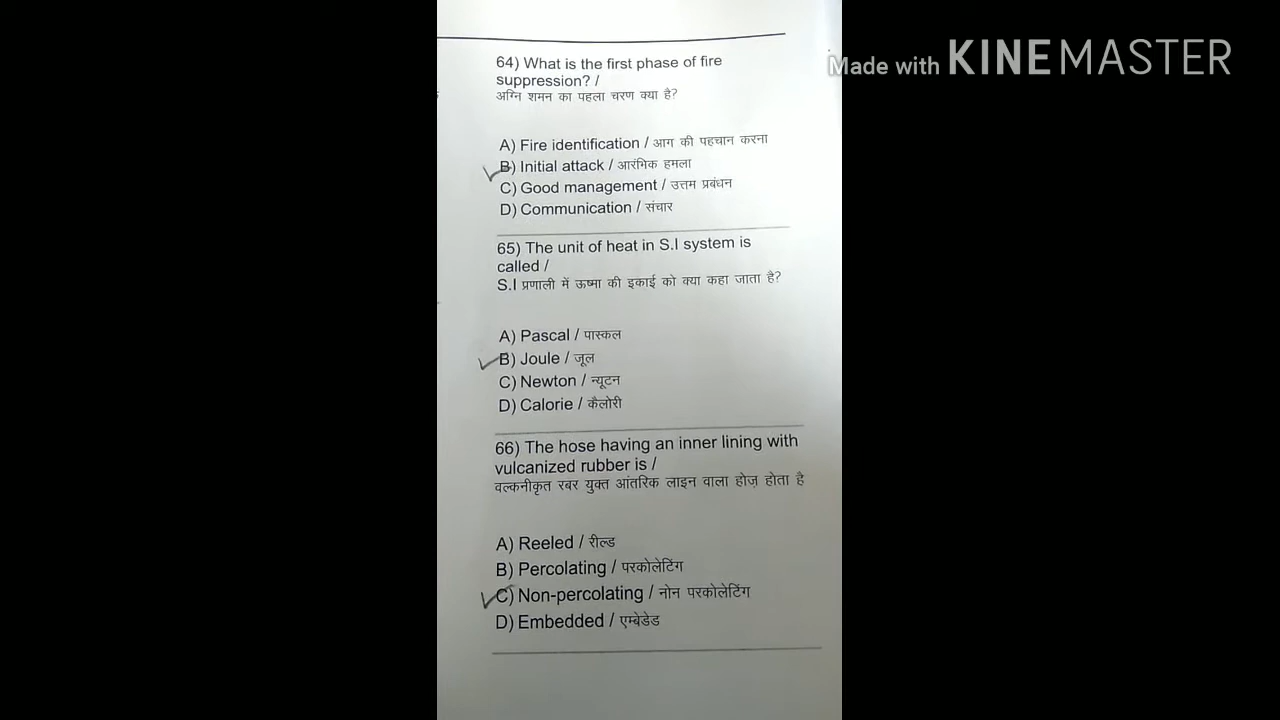 Made with KINEMASTER
64) What is the first phase of fire
suppression? /
अग्नि शमन का पहला चरण क्या है?
A) Fire identification / आग की पहचान करना
B) Initial attack / आरंभिक हमला
C) Good management / उत्तम प्रबंधन
D) Communication / संचार
65) The unit of heat in S.I system is
called /
S.I प्रणाली में ऊष्मा की इकाई को क्या कहा जाता है?
A) Pascal / पास्कल
B) Joule / जूल
C) Newton / न्यूटन
D) Calorie / कैलोरी
66) The hose having an inner lining with
vulcanized rubber is /
वल्कनीकृत रबर युक्त आंतरिक लाइन वाला होज़ होता है
A) Reeled / रील्ड
B) Percolating / परकोलेटिंग
C) Non-percolating / नोन परकोलेटिंग
D) Embedded / एम्बेडेड